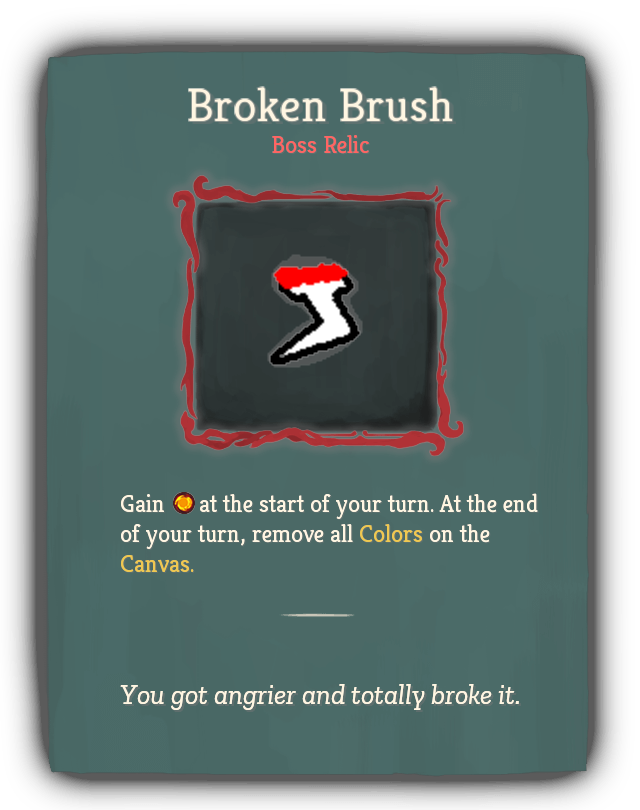 Broken Brush
Boss Relic
Gain at the start of your turn. At the end
of your turn, remove all Colors on the
Canvas.
You got angrier and totally broke it.